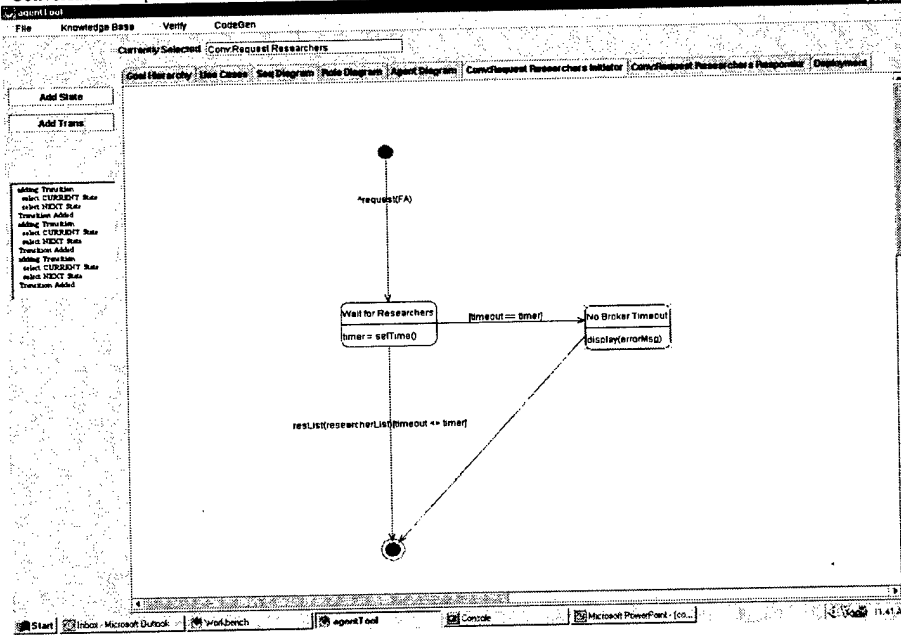 agentTool
File Knowledge Base Verify CodeGen
Currently Selected Conv:Request Researchers
Goal Hierarchy Use Cases Seq Diagram Role Diagram Agent Diagram Conv:Request Researchers Initiator Conv:Request Researchers Responder Deployment
Add State
Add Trans
adding Transition
select CURRENT State
select NEXT State
Transition Added
adding Transition
select CURRENT State
select NEXT State
Transition Added
adding Transition
select CURRENT State
select NEXT State
Transition Added
^request(FA)
Wait for Researchers
timer = setTime()
[timeout == timer]
No Broker Timeout
display(errorMsg)
resList(researcherList)[timeout <> timer]
Start Inbox - Microsoft Outlook Workbench agentTool Console Microsoft PowerPoint - [co... 11:41 A